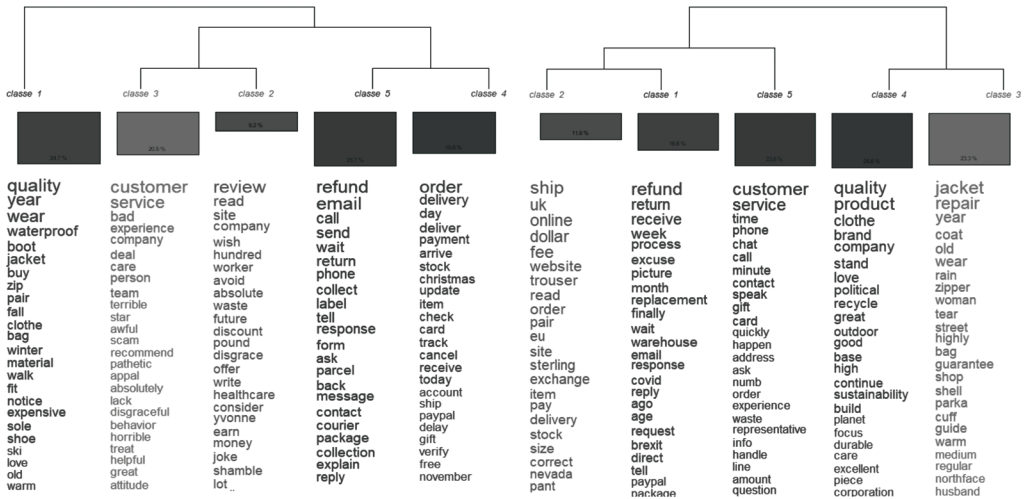 classe 1
classe 3
classe 2
classe 5
classe 4
20.5 %
quality
year
wear
waterproof
boot
jacket
buy
zip
pair
fall
clothe
bag
winter
material
walk
fit
notice
expensive
sole
shoe
ski
love
old
warm
customer
service
bad
experience
company
deal
care
person
team
terrible
star
awful
scam
recommend
pathetic
appal
absolutely
lack
disgraceful
behavior
horrible
treat
helpful
great
attitude
review
read
site
company
wish
hundred
worker
avoid
absolute
waste
future
discount
pound
disgrace
offer
write
healthcare
consider
yvonne
earn
money
joke
shamble
lot
refund
email
call
send
wait
return
phone
collect
label
tell
response
form
ask
parcel
back
message
contact
courier
package
collection
explain
reply
order
delivery
day
deliver
payment
arrive
stock
christmas
update
item
check
card
track
cancel
receive
today
account
ship
paypal
delay
gift
verify
free
november
classe 2
classe 1
classe 5
classe 4
classe 3
11.8 %
23.3 %
ship
uk
online
dollar
fee
website
trouser
read
order
pair
eu
site
sterling
exchange
item
pay
delivery
stock
size
correct
nevada
pant
refund
return
receive
week
process
excuse
picture
month
replacement
finally
wait
warehouse
email
response
covid
reply
ago
age
request
brexit
direct
tell
paypal
package
customer
service
time
phone
chat
call
minute
contact
speak
gift
card
quickly
happen
address
ask
numb
order
experience
waste
representative
info
handle
line
amount
question
quality
product
clothe
brand
company
stand
love
political
recycle
great
outdoor
good
base
high
continue
sustainability
build
planet
focus
durable
care
excellent
piece
corporation
jacket
repair
year
coat
old
wear
rain
zipper
woman
tear
street
highly
bag
guarantee
shop
shell
parka
cuff
guide
warm
medium
regular
northface
husband